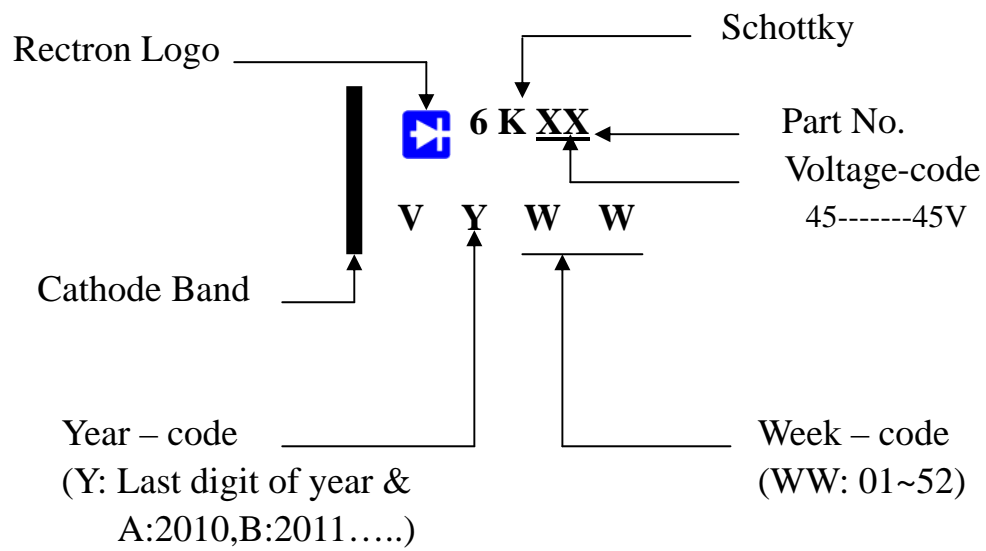 Schottky
Rectron Logo
6 K XX
Part No.
Voltage-code
45-------45V
V Y W W
Cathode Band
Year – code
(Y: Last digit of year &
A:2010,B:2011…..)
Week – code
(WW: 01~52)